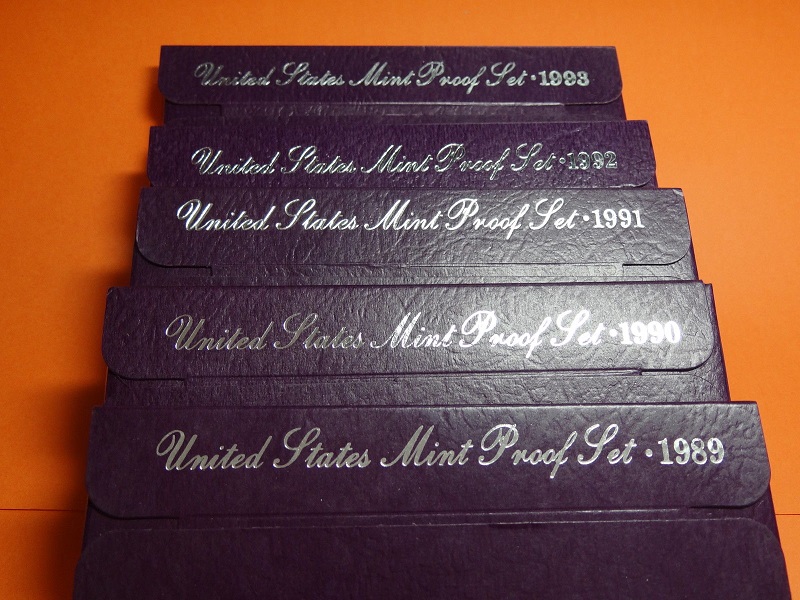 United States Mint Proof Set · 1993
United States Mint Proof Set · 1992
United States Mint Proof Set · 1991
United States Mint Proof Set · 1990
United States Mint Proof Set · 1989